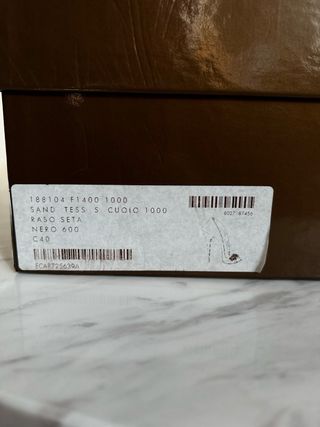 188104 F1400 1000
SAND. TESS. S. CUOIO 1000
RASO SETA
NERO 600
C40
8027187456